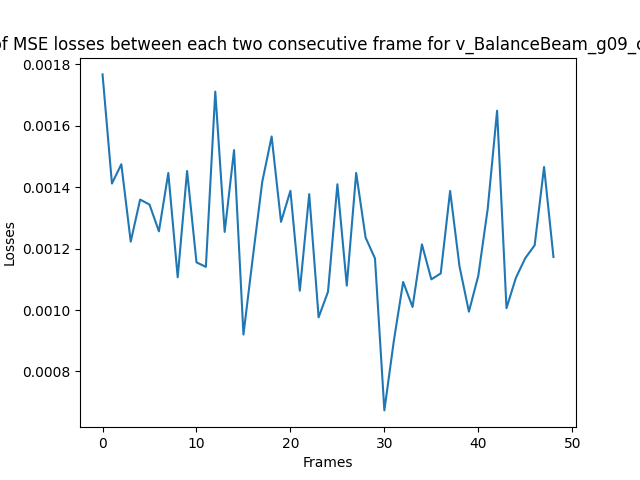 of MSE losses between each two consecutive frame for v_BalanceBeam_g09_c
0.0018
0.0016
0.0014
0.0012
0.0010
0.0008
Losses
0 10 20 30 40 50
Frames